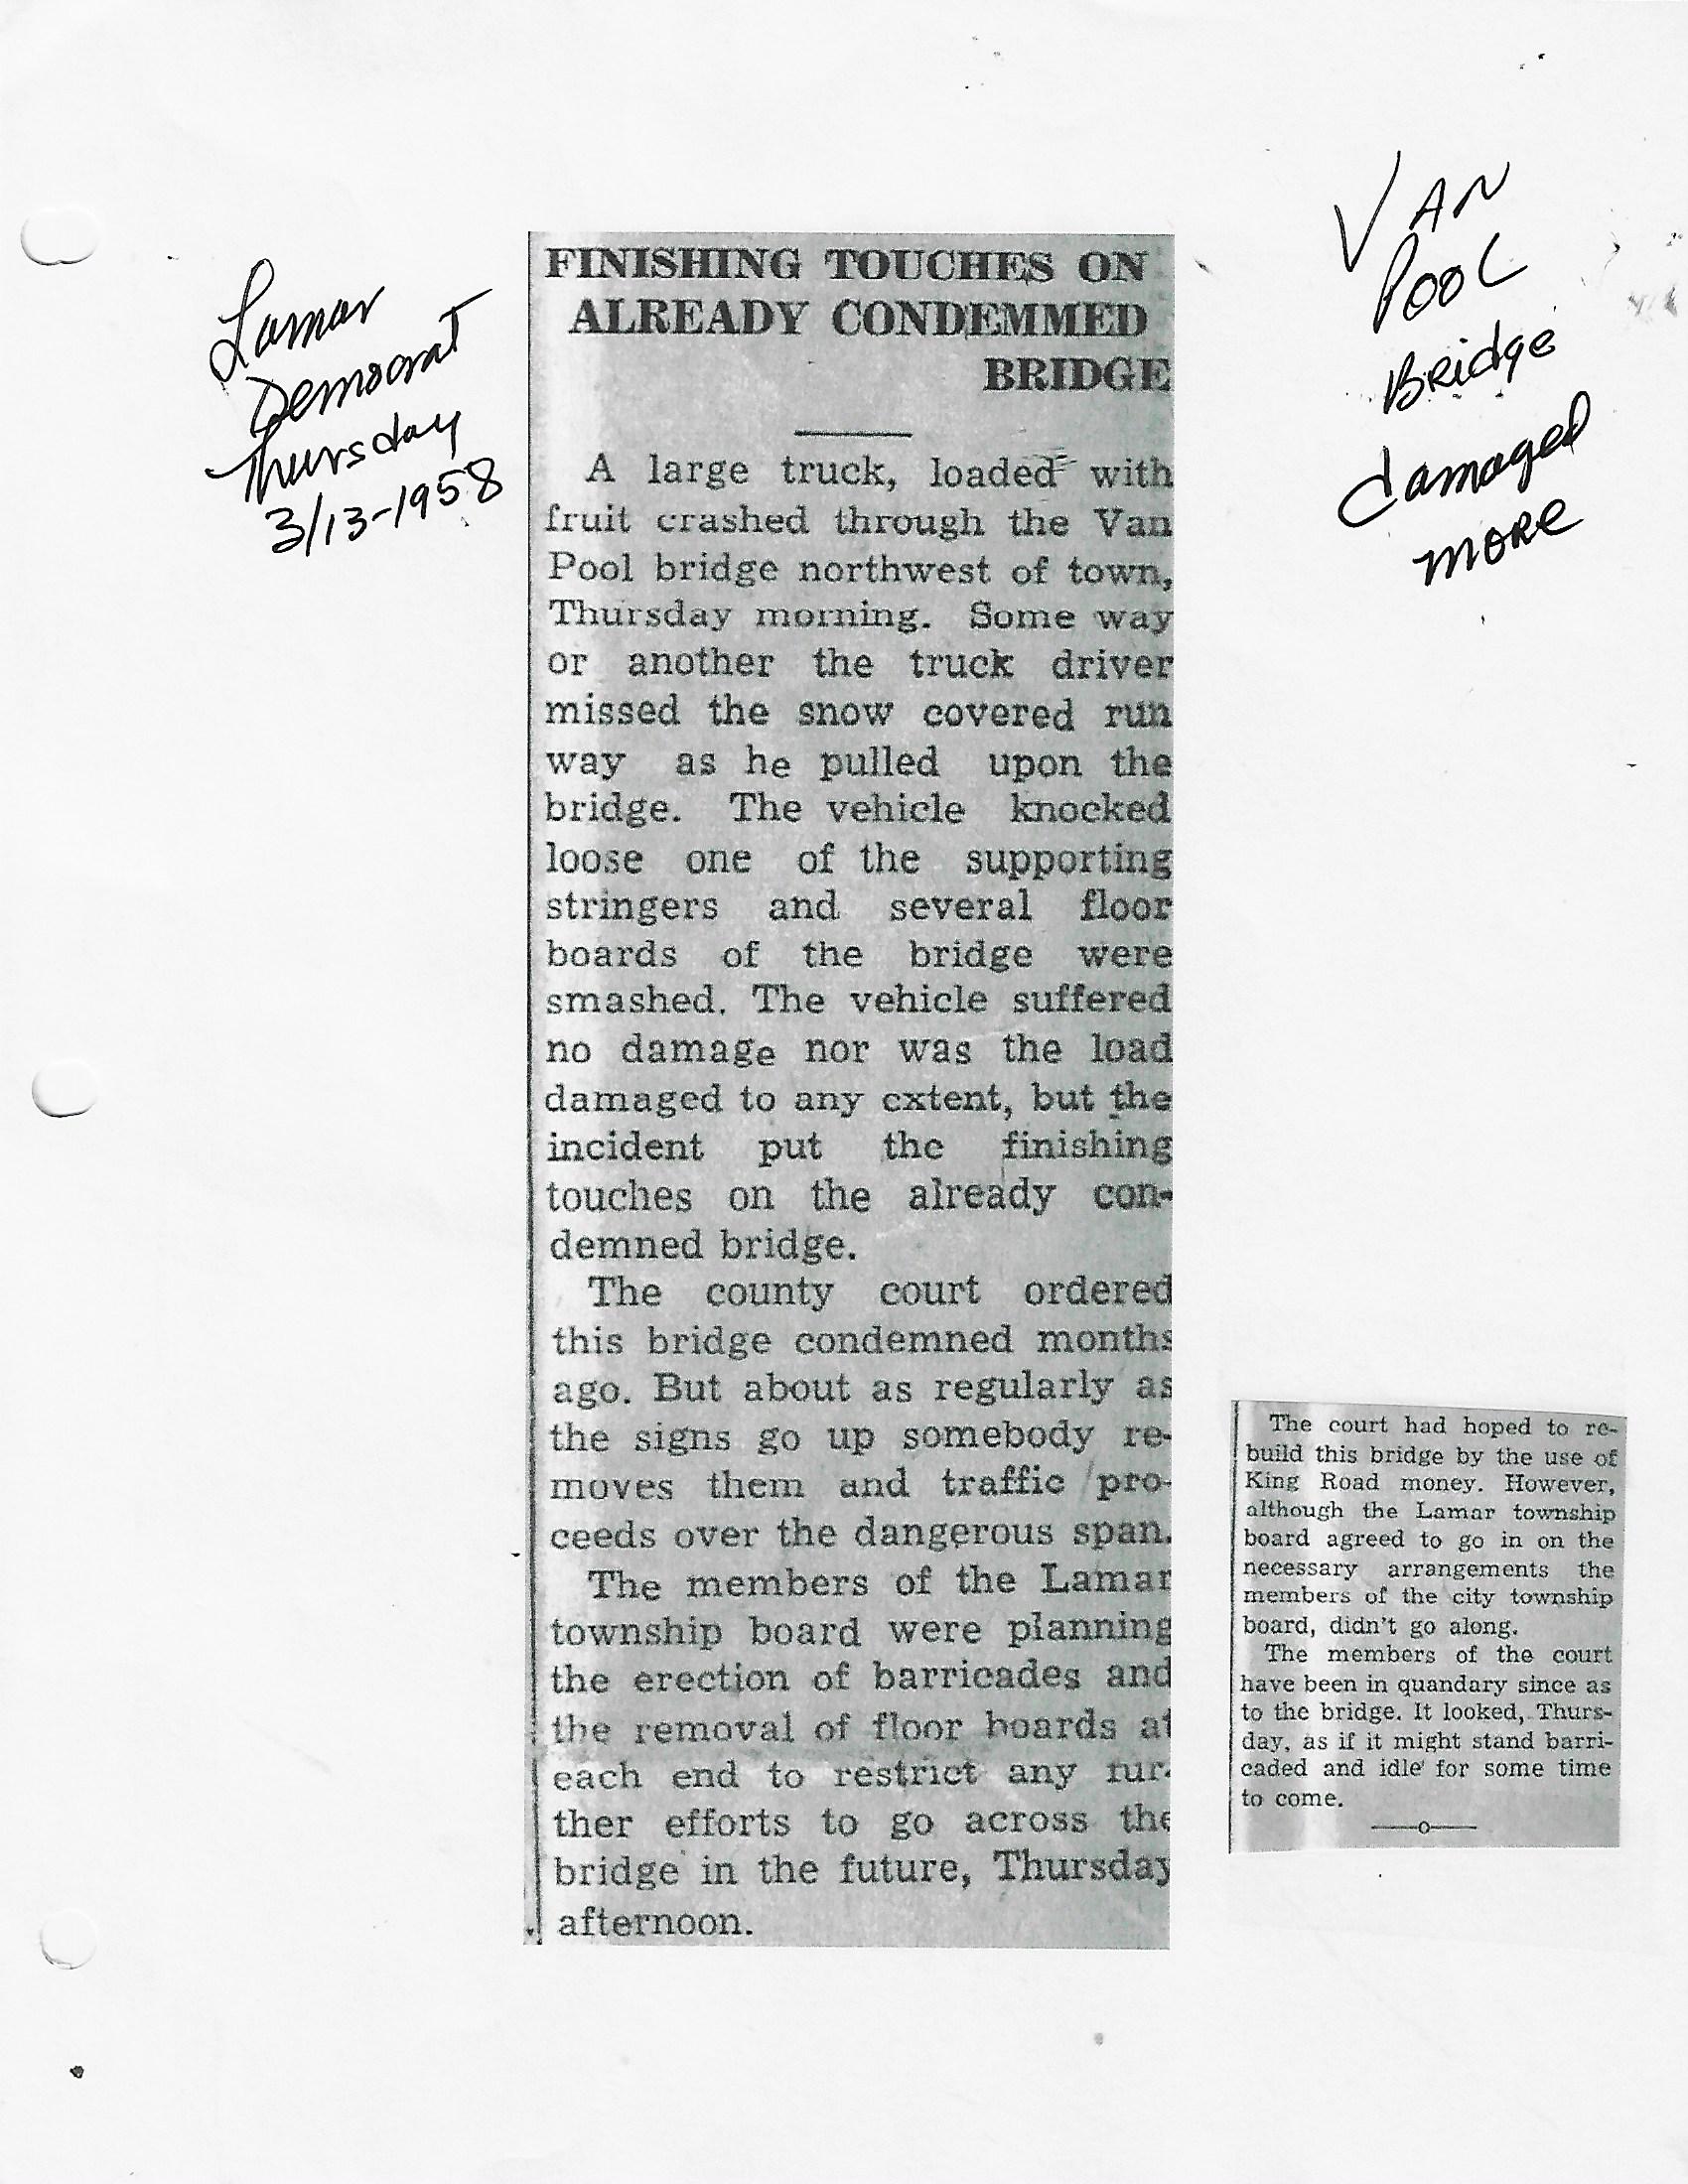 Lamar
Democrat
Thursday
3/13-1958
VAN
POOL
Bridge
damaged
more
FINISHING TOUCHES ON
ALREADY CONDEMMED
BRIDGE
A large truck, loaded with
fruit crashed through the Van
Pool bridge northwest of town,
Thursday morning. Some way
or another the truck driver
missed the snow covered run
way as he pulled upon the
bridge. The vehicle knocked
loose one of the supporting
stringers and several floor
boards of the bridge were
smashed. The vehicle suffered
no damage nor was the load
damaged to any extent, but the
incident put the finishing
touches on the already con-
demned bridge.
The county court ordered
this bridge condemned months
ago. But about as regularly as
the signs go up somebody re-
moves them and traffic pro-
ceeds over the dangerous span.
The members of the Lamar
township board were planning
the erection of barricades and
the removal of floor boards at
each end to restrict any fur-
ther efforts to go across the
bridge in the future, Thursday
afternoon.
The court had hoped to re-
build this bridge by the use of
King Road money. However,
although the Lamar township
board agreed to go in on the
necessary arrangements the
members of the city township
board, didn't go along.
The members of the court
have been in quandary since as
to the bridge. It looked, Thurs-
day, as if it might stand barri-
caded and idle for some time
to come.